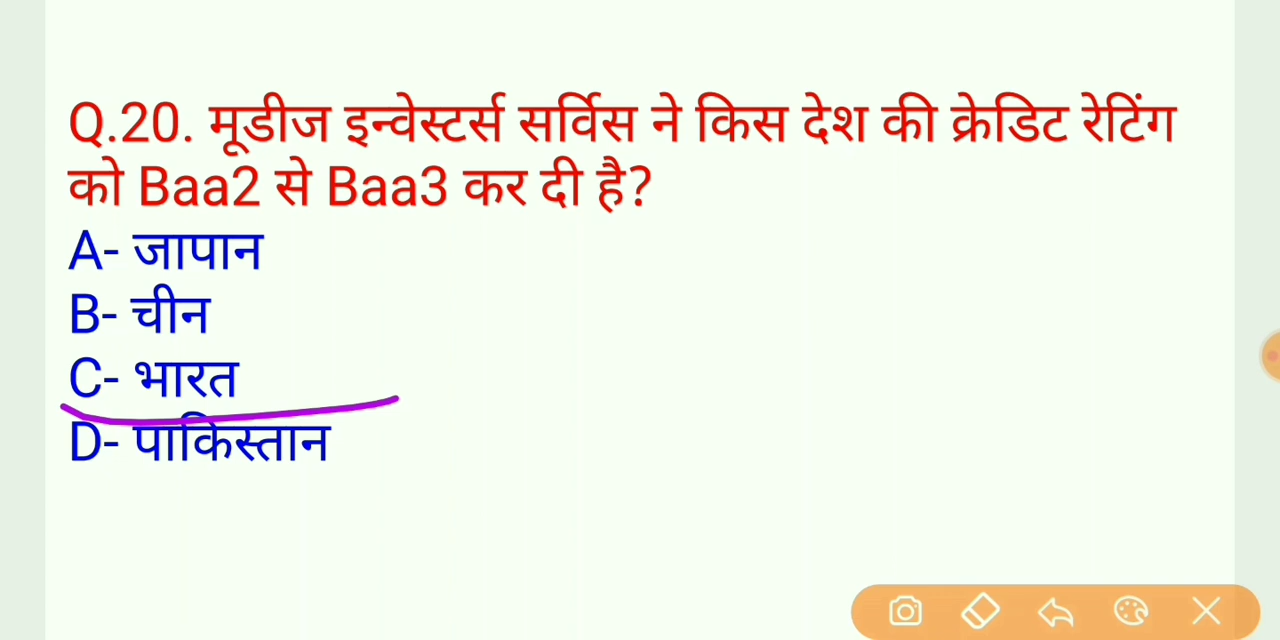 Q.20. मूडीज इन्वेस्टर्स सर्विस ने किस देश की क्रेडिट रेटिंग
को Baa2 से Baa3 कर दी है?
A- जापान
B- चीन
C- भारत
D- पाकिस्तान